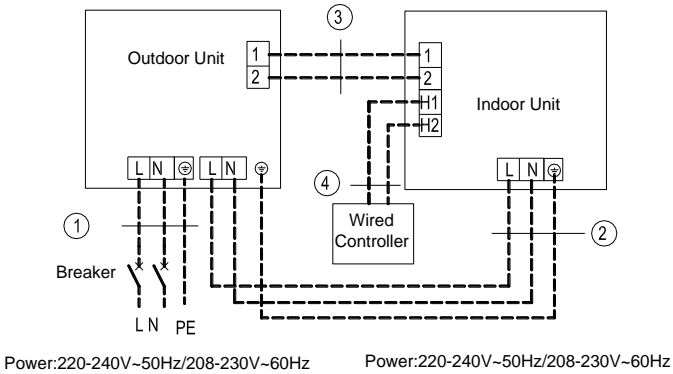 3
Outdoor Unit
1
2
1
2
H1
H2
Indoor Unit
L N
L N
L N
4
1
2
Wired
Controller
Breaker
L N PE
Power:220-240V~50Hz/208-230V~60Hz
Power:220-240V~50Hz/208-230V~60Hz